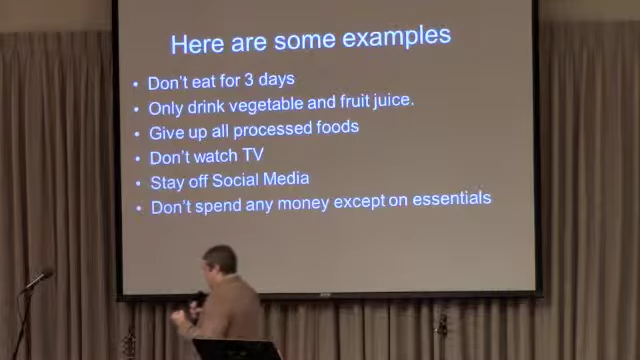 Here are some examples
• Don't eat for 3 days
• Only drink vegetable and fruit juice.
• Give up all processed foods
• Don't watch TV
• Stay off Social Media
• Don't spend any money except on essentials